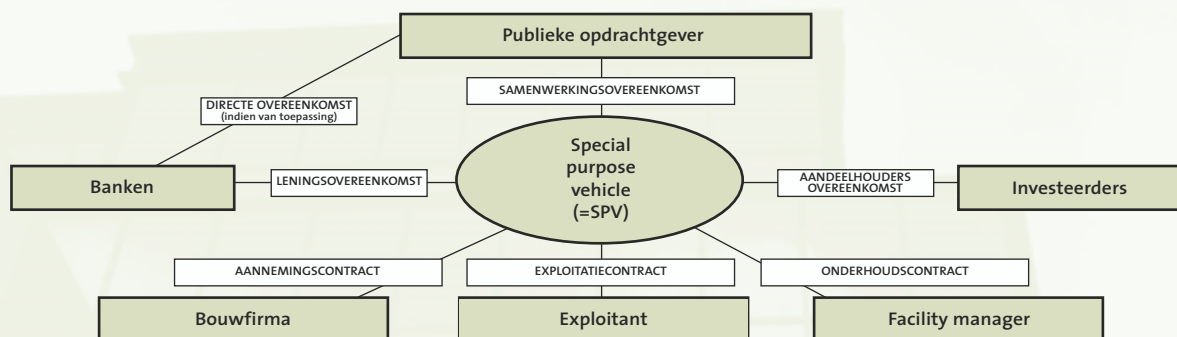 Publieke opdrachtgever
SAMENWERKINGSOVEREENKOMST
DIRECTE OVEREENKOMST
(indien van toepassing)
Special
purpose
vehicle
(=SPV)
Banken
LENINGSOVEREENKOMST
AANDEELHOUDERS
OVEREENKOMST
Investeerders
AANNEMINGSCONTRACT
EXPLOITATIECONTRACT
ONDERHOUDSCONTRACT
Bouwfirma
Exploitant
Facility manager